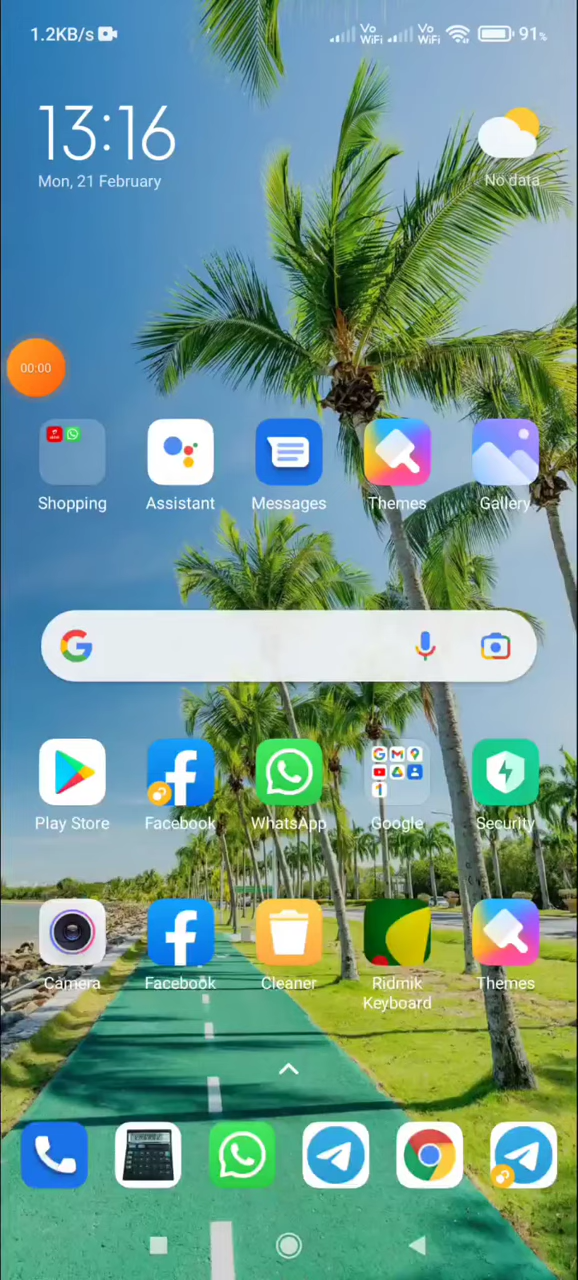 1.2KB/s
Vo WiFi
Vo WiFi
91%
13:16
Mon, 21 February
No data
00:00
Shopping
Assistant
Messages
Themes
Gallery
Play Store
Facebook
WhatsApp
Google
Security
Camera
Facebook
Cleaner
Ridmik Keyboard
Themes